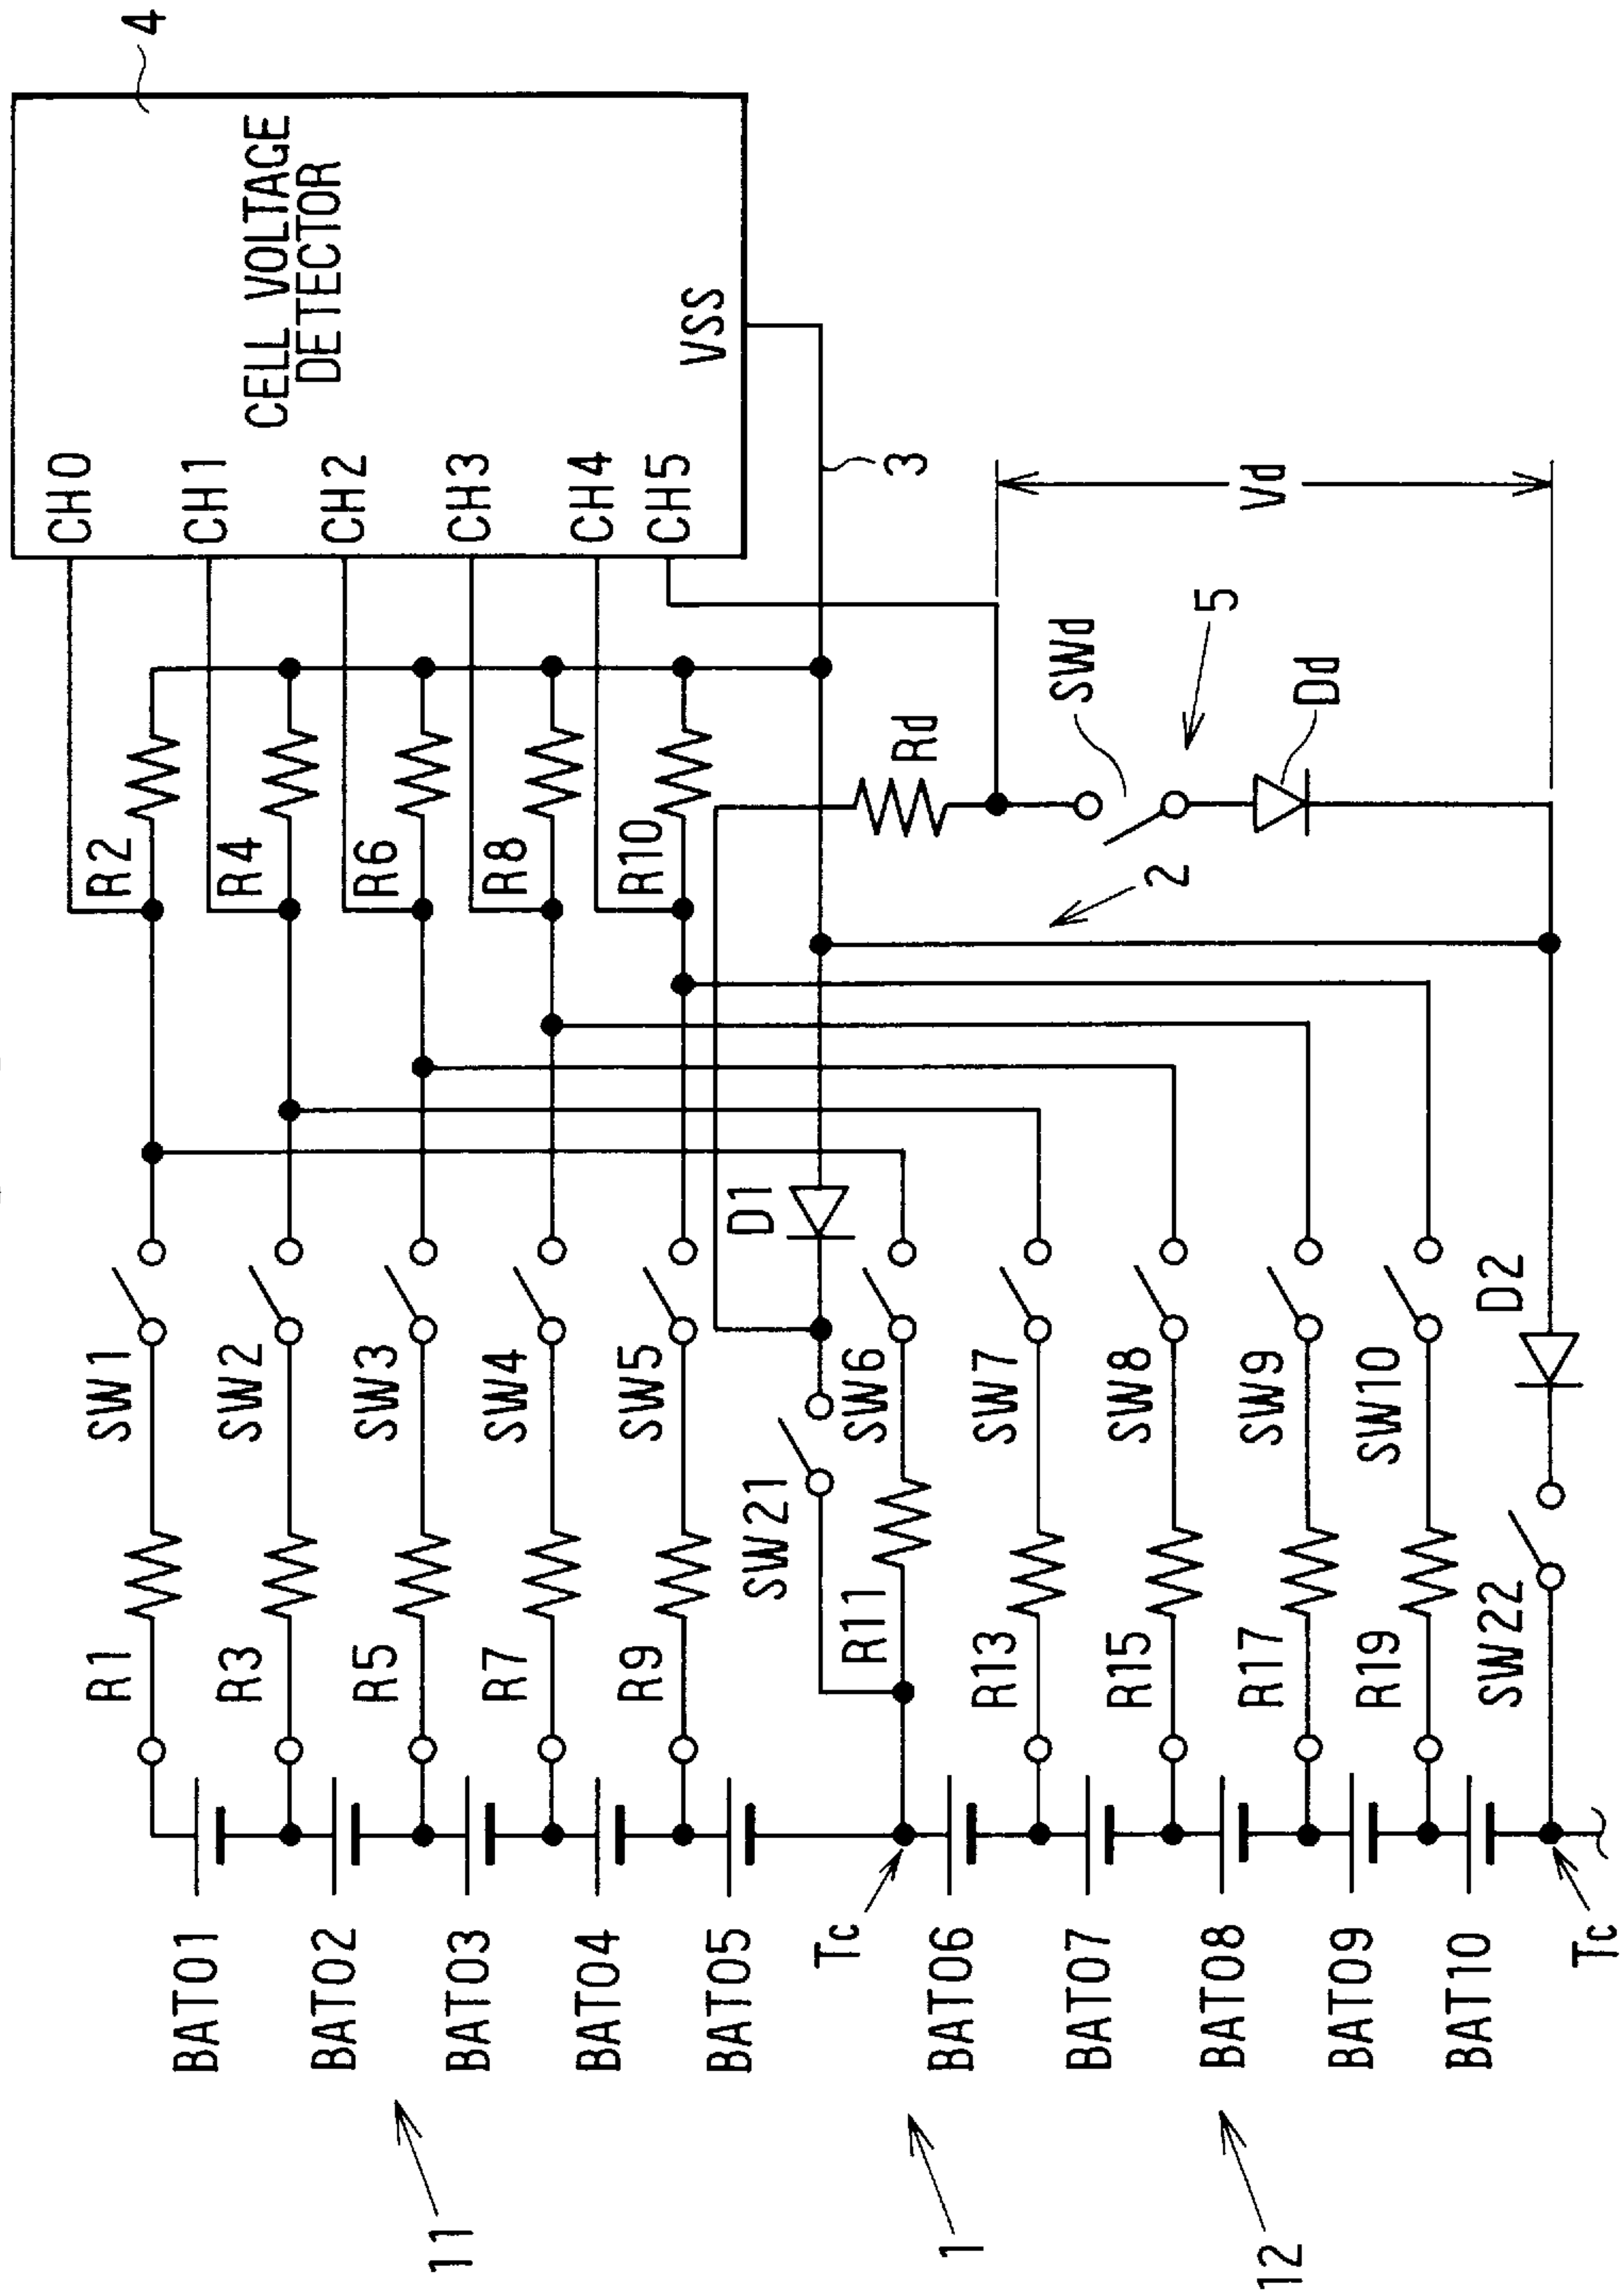 4
CELL VOLTAGE
DETECTOR
CH0
CH1
CH2
CH3
CH4
CH5
VSS
3
Vd
R2
R4
R6
R8
R10
Rd
SWd
5
Dd
2
D1
D2
SW1
SW2
SW3
SW4
SW5
SW21
SW6
SW7
SW8
SW9
SW10
SW22
R1
R3
R5
R7
R9
R11
R13
R15
R17
R19
BAT01
BAT02
BAT03
BAT04
BAT05
Tc
BAT06
BAT07
BAT08
BAT09
BAT10
Tc
11
1
12